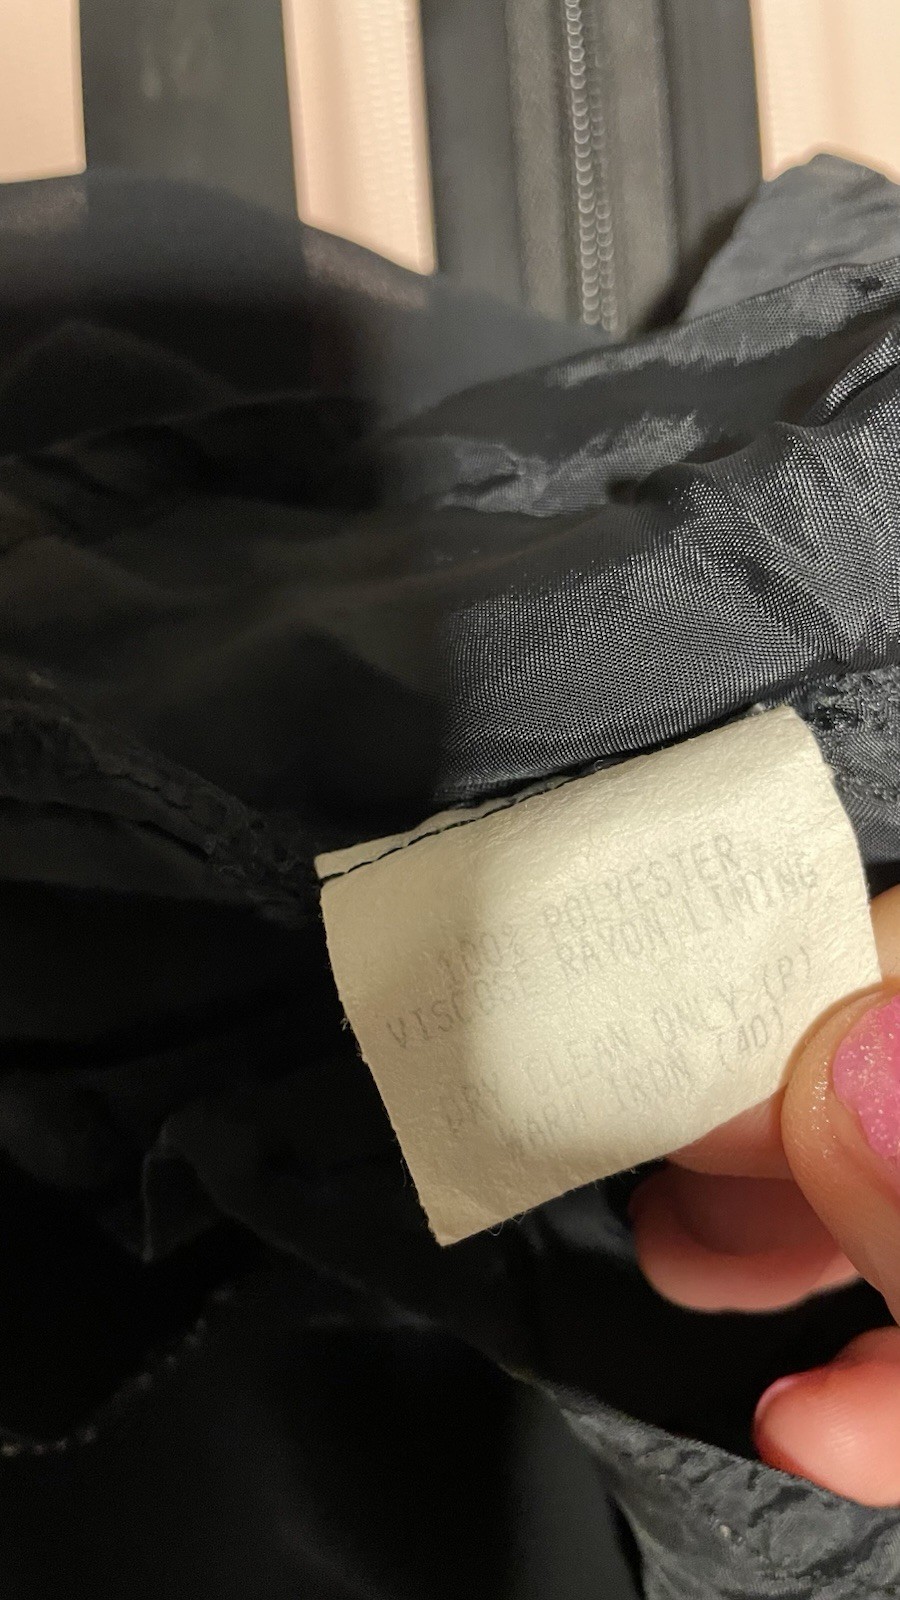 100% POLYESTER
VISCOSE RAYON LINING
DRY CLEAN ONLY (P)
WARM IRON (40)